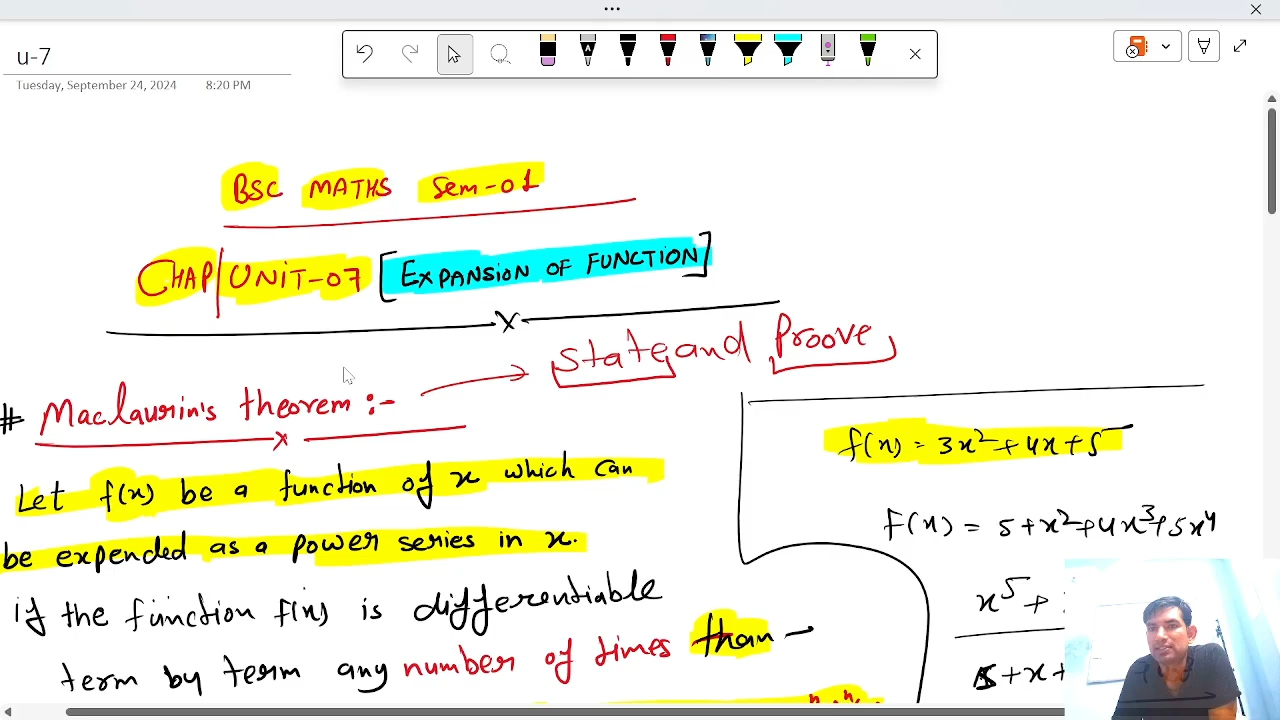 u-7
Tuesday, September 24, 2024 8:20 PM
BSC MATHS Sem-01
CHAP/UNIT-07 [EXPANSION OF FUNCTION]
x
# Maclaurin's theorem :- → State and Proove
x
Let f(x) be a function of x which can
be expended as a power series in x.
if the function f(x) is differentiable
term by term any number of times than -
f(x) = 3x²+4x+5
f(x) = 5+x²+4x³+5x⁴
x⁵+
5+x+